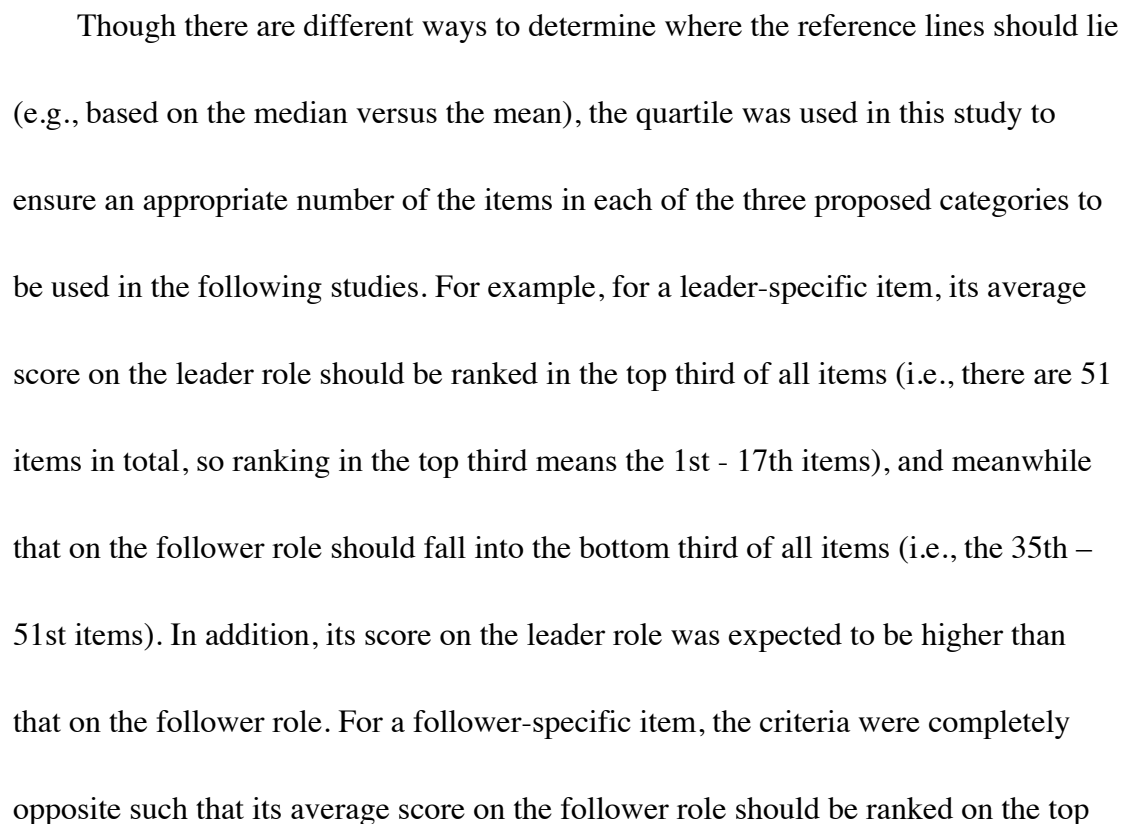 Though there are different ways to determine where the reference lines should lie
(e.g., based on the median versus the mean), the quartile was used in this study to
ensure an appropriate number of the items in each of the three proposed categories to
be used in the following studies. For example, for a leader-specific item, its average
score on the leader role should be ranked in the top third of all items (i.e., there are 51
items in total, so ranking in the top third means the 1st - 17th items), and meanwhile
that on the follower role should fall into the bottom third of all items (i.e., the 35th –
51st items). In addition, its score on the leader role was expected to be higher than
that on the follower role. For a follower-specific item, the criteria were completely
opposite such that its average score on the follower role should be ranked on the top